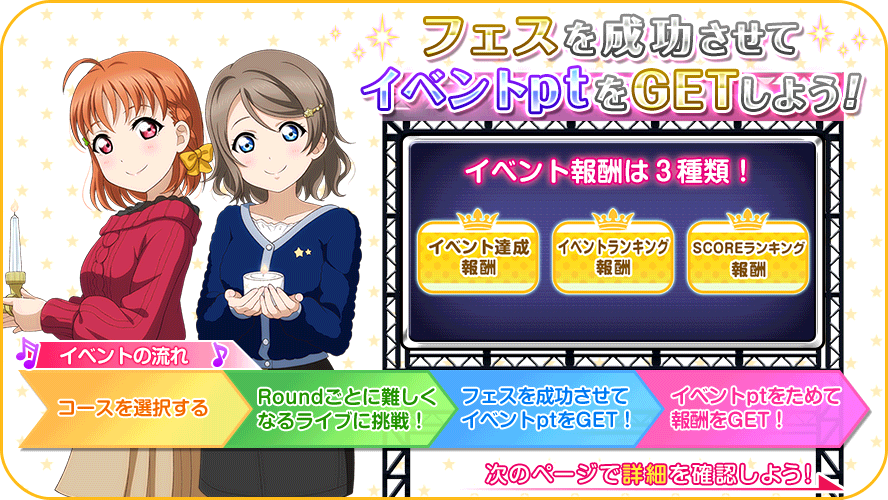 フェスを成功させて
イベントptをGETしよう!
イベント報酬は3種類!
イベント達成
報酬
イベントランキング
報酬
SCOREランキング
報酬
イベントの流れ
コースを選択する
Roundごとに難しく
なるライブに挑戦!
フェスを成功させて
イベントptをGET!
イベントptをためて
報酬をGET!
次のページで詳細を確認しよう!